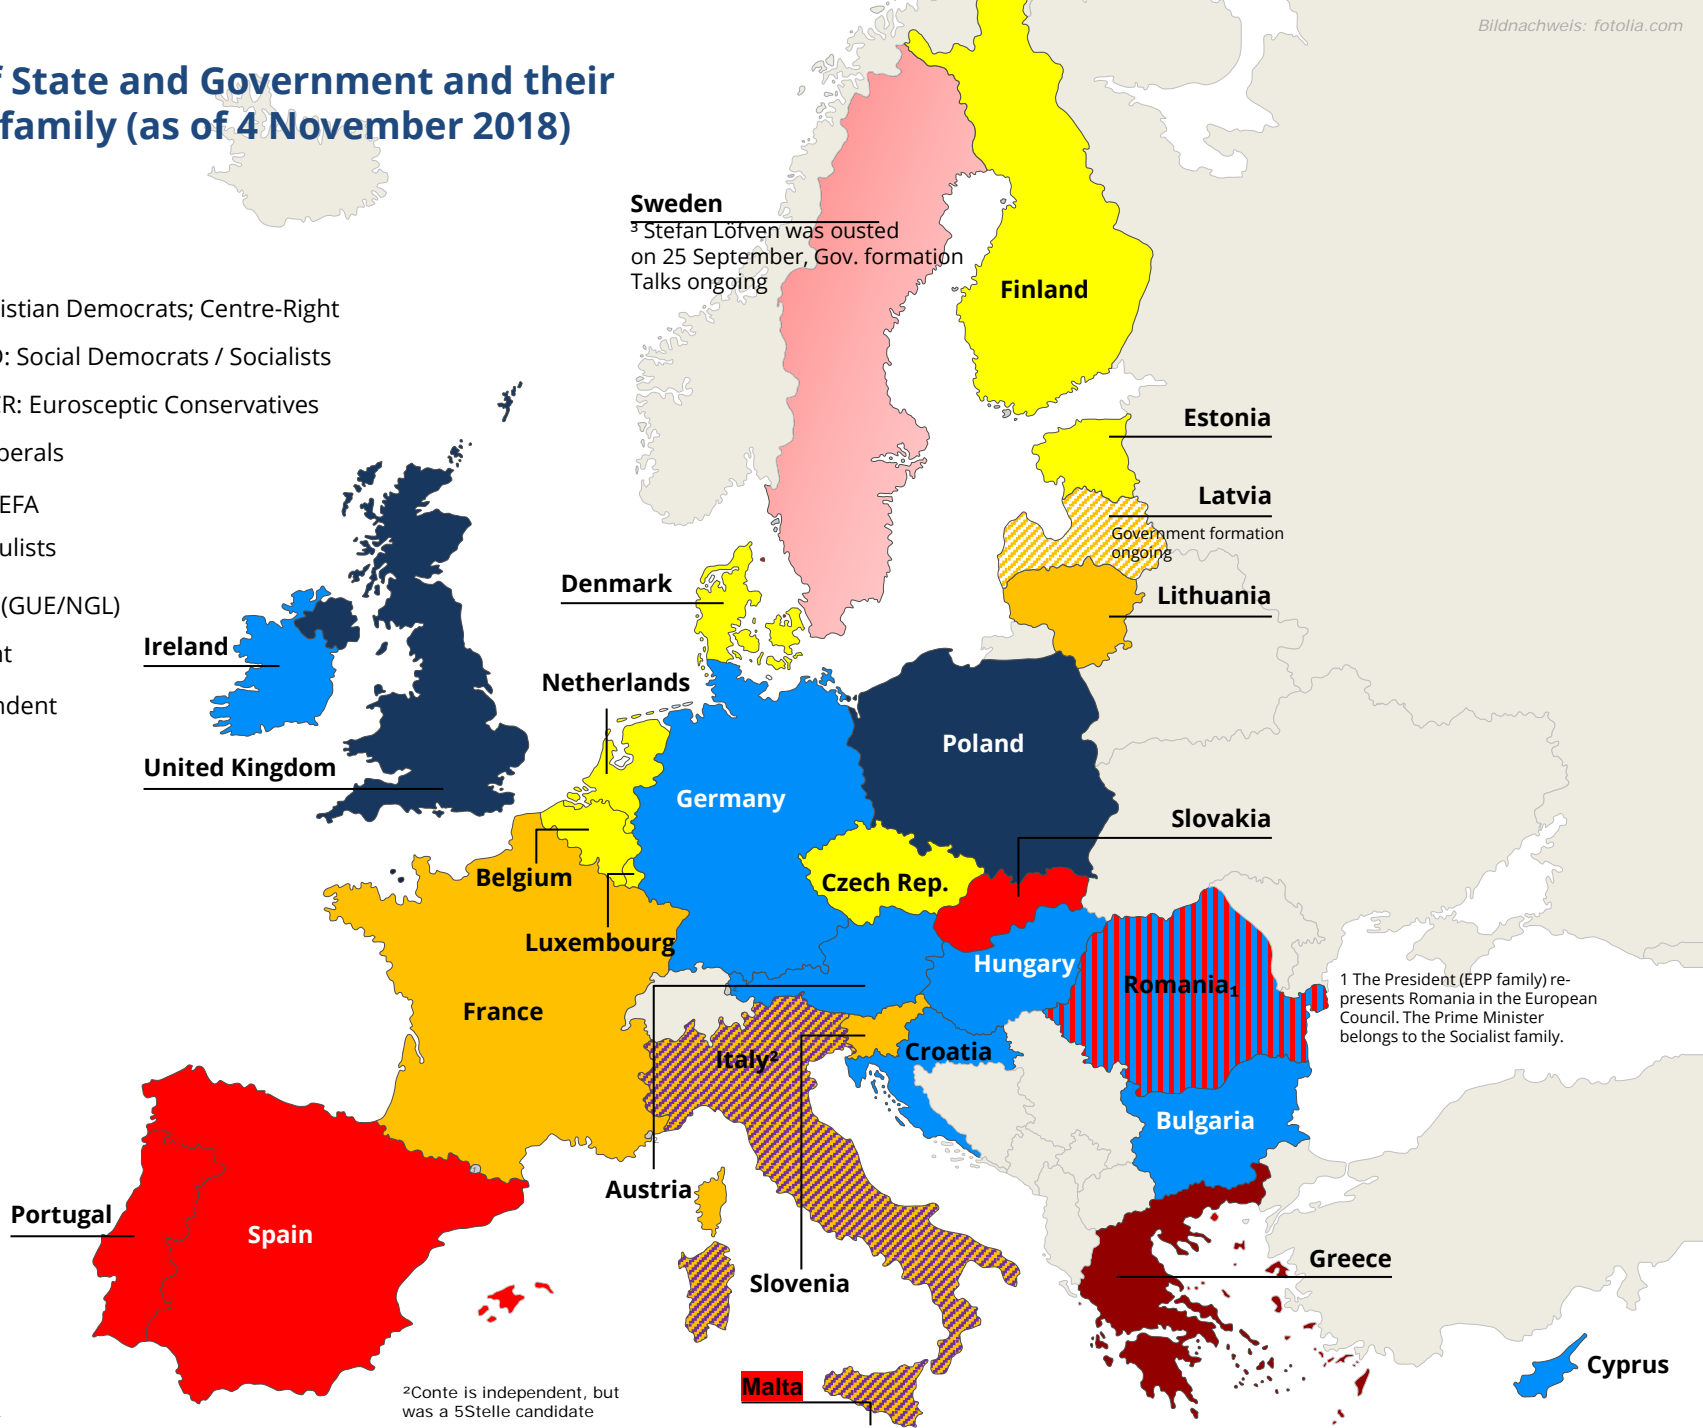 Bildnachweis: fotolia.com
f State and Government and their
family (as of 4 November 2018)
Sweden
³ Stefan Löfven was ousted
on 25 September, Gov. formation
Talks ongoing
Finland
istian Democrats; Centre-Right
: Social Democrats / Socialists
R: Eurosceptic Conservatives
berals
EFA
ulists
(GUE/NGL)
nt
ndent
Estonia
Latvia
Government formation
ongoing
Lithuania
Denmark
Ireland
Netherlands
United Kingdom
Poland
Germany
Slovakia
Belgium
Czech Rep.
Luxembourg
Hungary
Romania₁
1 The President (EPP family) re-
presents Romania in the European
Council. The Prime Minister
belongs to the Socialist family.
France
Italy²
Croatia
Bulgaria
Austria
Portugal
Spain
Slovenia
Greece
Cyprus
Malta
²Conte is independent, but
was a 5Stelle candidate